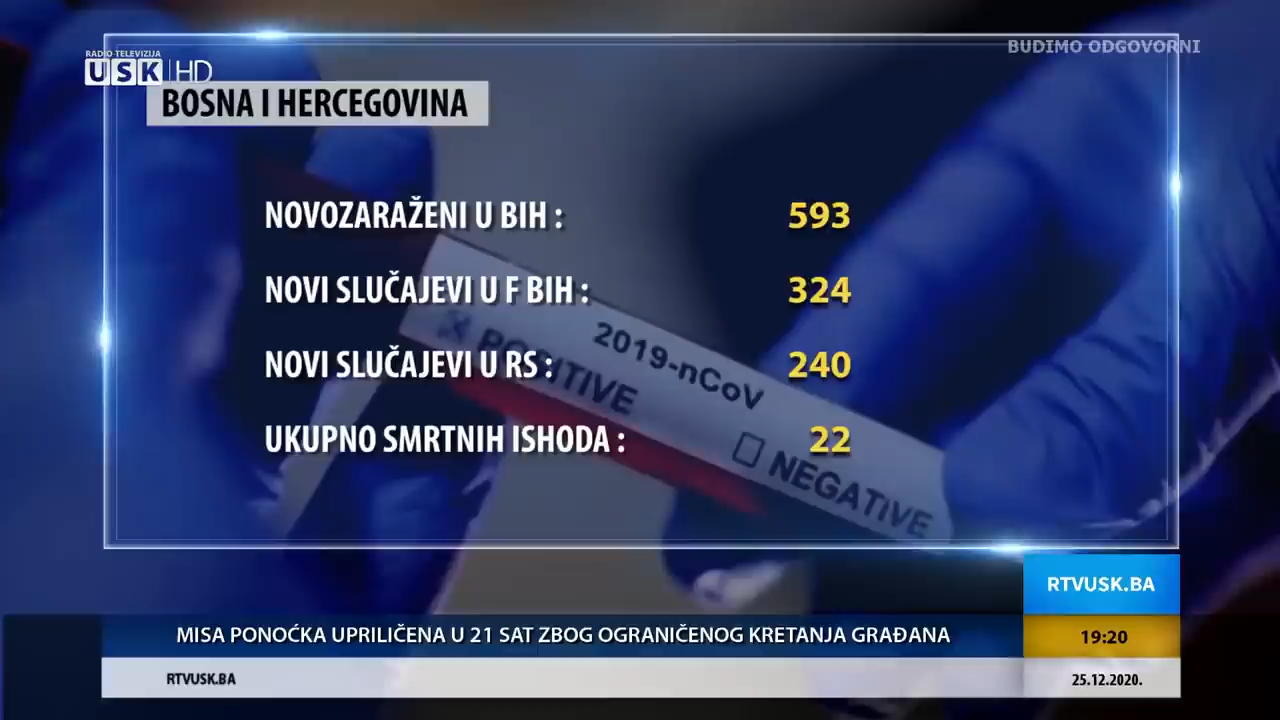 RADIO TELEVIZIJA
USK HD
BUDIMO ODGOVORNI
BOSNA I HERCEGOVINA
NOVOZARAŽENI U BIH : 593
NOVI SLUČAJEVI U F BIH : 324
NOVI SLUČAJEVI U RS : 240
UKUPNO SMRTNIH ISHODA : 22
2019-nCoV
POSITIVE
NEGATIVE
RTVUSK.BA
MISA PONOĆKA UPRILIČENA U 21 SAT ZBOG OGRANIČENOG KRETANJA GRAĐANA
19:20
RTVUSK.BA
25.12.2020.